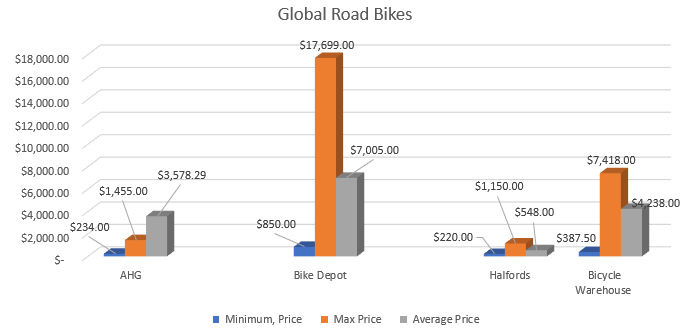 Global Road Bikes
$18,000.00
$16,000.00
$14,000.00
$12,000.00
$10,000.00
$8,000.00
$6,000.00
$4,000.00
$2,000.00
$-
$234.00
$1,455.00
$3,578.29
$850.00
$17,699.00
$7,005.00
$220.00
$1,150.00
$548.00
$387.50
$7,418.00
$4,238.00
AHG
Bike Depot
Halfords
Bicycle
Warehouse
Minimum, Price
Max Price
Average Price